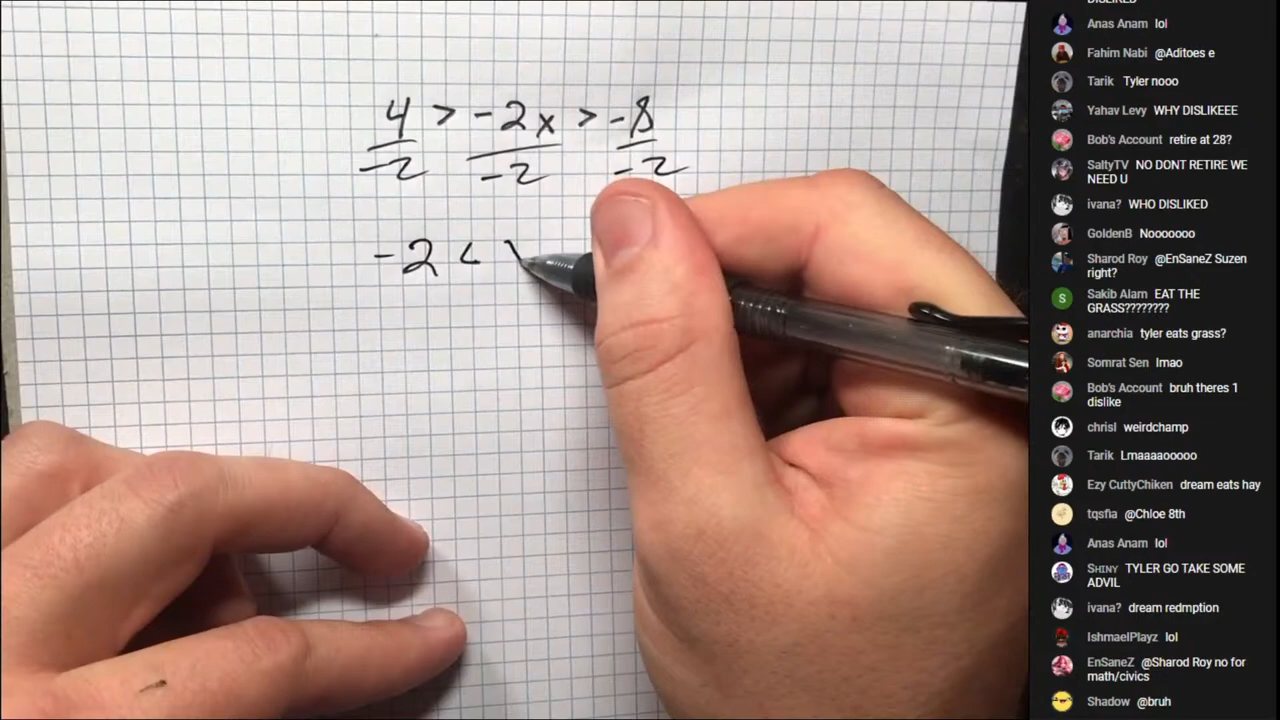 4 > -2x > -8
-2 -2 -2
-2 <
DISLIKED
Anas Anam lol
Fahim Nabi @Aditoes e
Tarik Tyler nooo
Yahav Levy WHY DISLIKEEE
Bob's Account retire at 28?
SaltyTV NO DONT RETIRE WE
NEED U
ivana? WHO DISLIKED
GoldenB Nooooooo
Sharod Roy @EnSaneZ Suzen
right?
S
Sakib Alam EAT THE
GRASS????????
anarchia tyler eats grass?
Somrat Sen lmao
Bob's Account bruh theres 1
dislike
chrisl weirdchamp
Tarik Lmaaaaooooo
Ezy CuttyChiken dream eats hay
tqsfia @Chloe 8th
Anas Anam lol
SHINY TYLER GO TAKE SOME
ADVIL
ivana? dream redmption
IshmaelPlayz lol
EnSaneZ @Sharod Roy no for
math/civics
Shadow @bruh